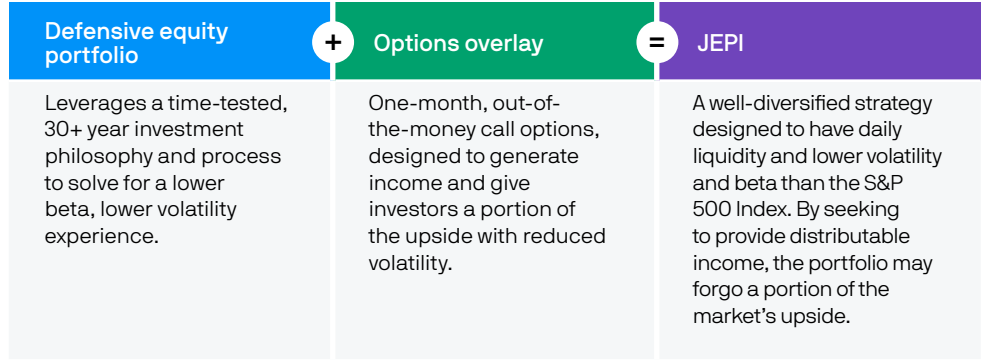 Defensive equity
portfolio
+
Options overlay
=
JEPI
Leverages a time-tested,
30+ year investment
philosophy and process
to solve for a lower
beta, lower volatility
experience.
One-month, out-of-
the-money call options,
designed to generate
income and give
investors a portion of
the upside with reduced
volatility.
A well-diversified strategy
designed to have daily
liquidity and lower volatility
and beta than the S&P
500 Index. By seeking
to provide distributable
income, the portfolio may
forgo a portion of the
market’s upside.